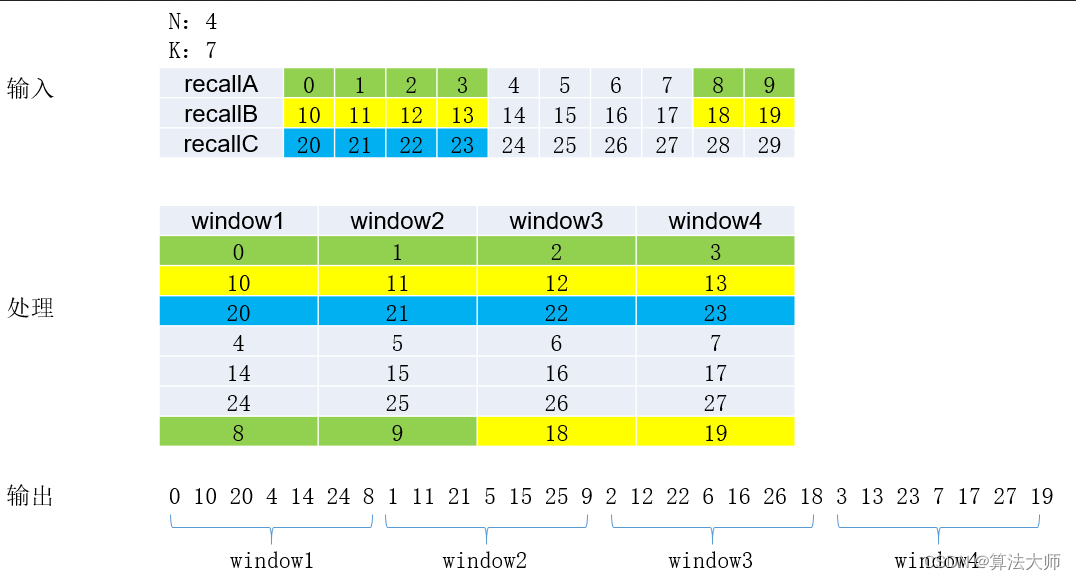 N: 4
K: 7
输入
recallA 0 1 2 3 4 5 6 7 8 9
recallB 10 11 12 13 14 15 16 17 18 19
recallC 20 21 22 23 24 25 26 27 28 29
window1 window2 window3 window4
0 1 2 3
10 11 12 13
处理
20 21 22 23
4 5 6 7
14 15 16 17
24 25 26 27
8 9 18 19
输出
0 10 20 4 14 24 8 1 11 21 5 15 25 9 2 12 22 6 16 26 18 3 13 23 7 17 27 19
window1 window2 window3 window4
CSDN @算法大师